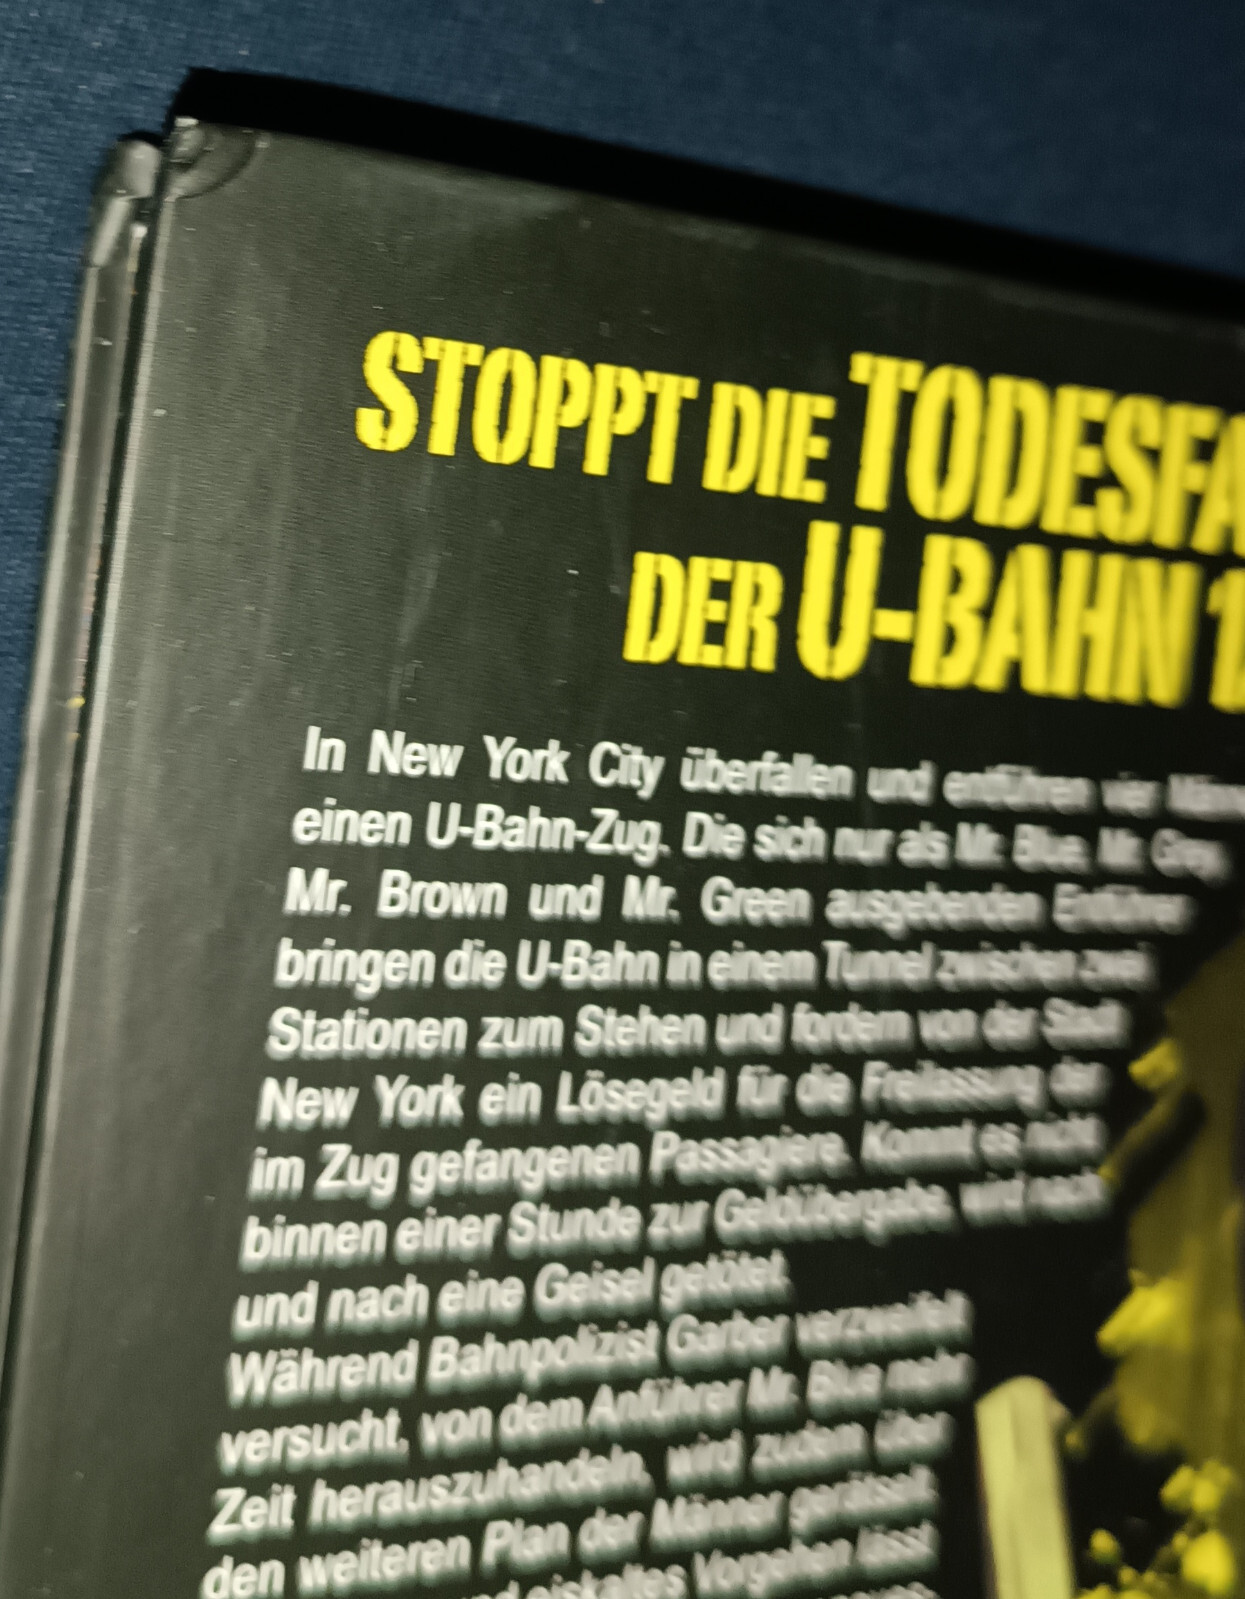 STOPPT DIE TODESFA
DER U-BAHN 1
In New York City überfallen und entführen vier Männe
einen U-Bahn-Zug. Die sich nur als Mr. Blue, Mr. Grey,
Mr. Brown und Mr. Green ausgebenden Entführer
bringen die U-Bahn in einem Tunnel zwischen zwei
Stationen zum Stehen und fordern von der Stadt
New York ein Lösegeld für die Freilassung der
im Zug gefangenen Passagiere. Kommt es nicht
binnen einer Stunde zur Geldübergabe, wird nach
und nach eine Geisel getötet.
Während Bahnpolizist Garber verzweifelt
versucht, von dem Anführer Mr. Blue mehr
Zeit herauszuhandeln, wird zudem über
den weiteren Plan der Männer gerätselt.
eiskaltes Vorgehen lässt